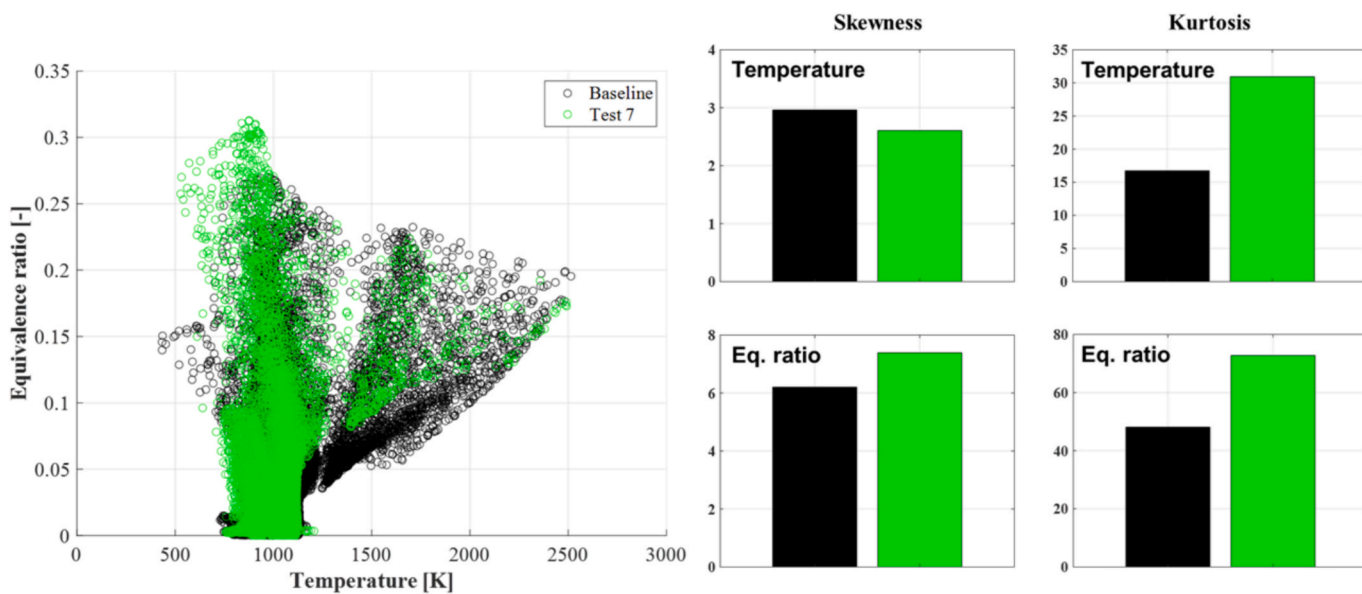 Equivalence ratio [-]
0.35
0.3
0.25
0.2
0.15
0.1
0.05
0
0 500 1000 1500 2000 2500 3000
Temperature [K]
Baseline
Test 7
Skewness
Temperature
4
3
2
1
0
Kurtosis
Temperature
35
30
25
20
15
10
5
0
Eq. ratio
8
6
4
2
0
Eq. ratio
80
60
40
20
0